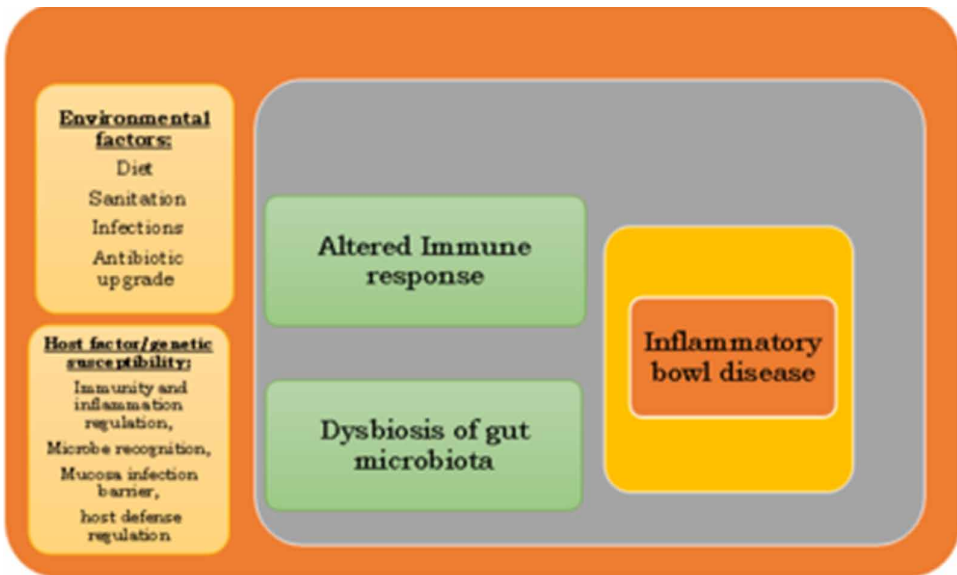 Environmental
factors:
Diet
Sanitation
Infections
Antibiotic
upgrade
Host factor/genetic
susceptibility:
Immunity and
inflammation
regulation,
Microbe recognition,
Mucosa infection
barrier,
host defense
regulation
Altered Immune
response
Dysbiosis of gut
microbiota
Inflammatory
bowl disease